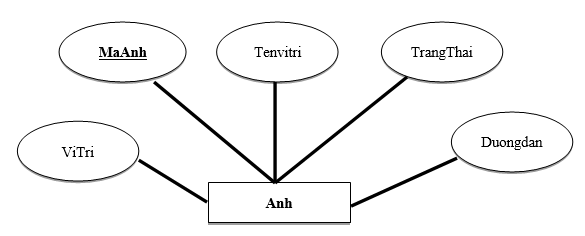 MaAnh
Tenvitri
TrangThai
ViTri
Duongdan
Anh